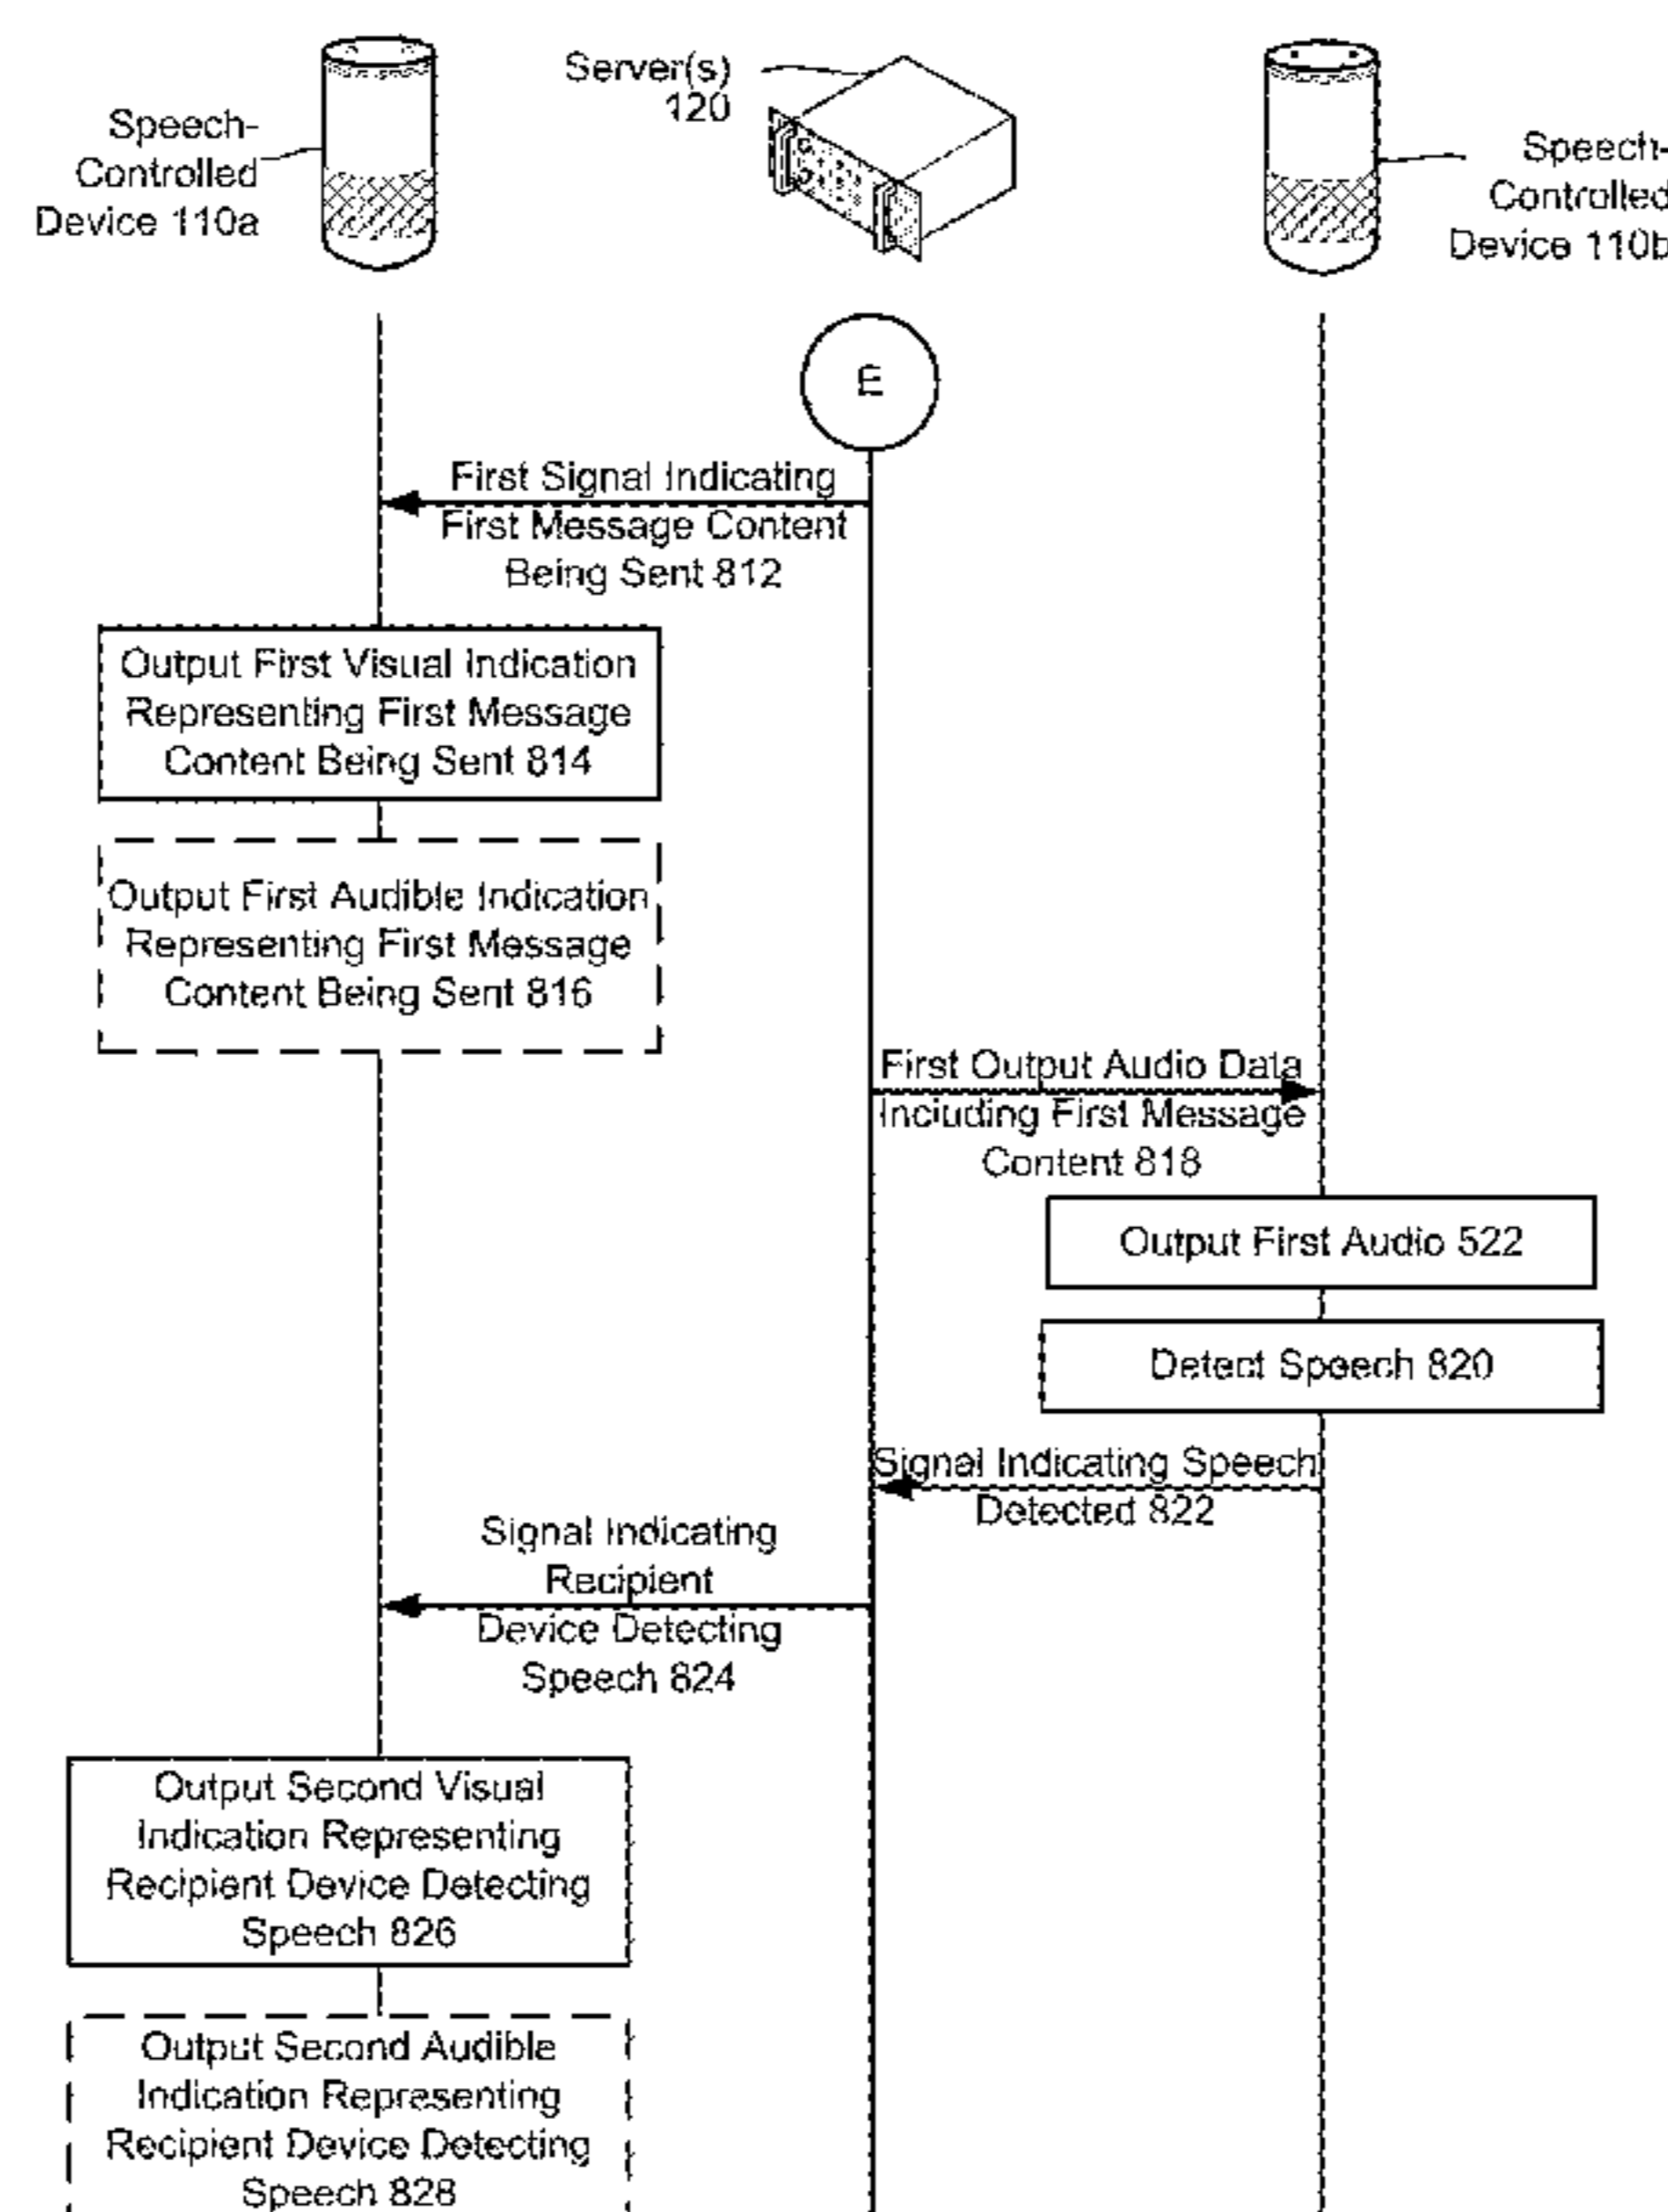 Speech-
Controlled
Device 110a
Server(s)
120
Speech-
Controlled
Device 110b
E
First Signal Indicating
First Message Content
Being Sent 812
Output First Visual Indication
Representing First Message
Content Being Sent 814
Output First Audible Indication
Representing First Message
Content Being Sent 816
First Output Audio Data
Including First Message
Content 818
Output First Audio 522
Detect Speech 820
Signal Indicating Speech
Detected 822
Signal Indicating
Recipient
Device Detecting
Speech 824
Output Second Visual
Indication Representing
Recipient Device Detecting
Speech 826
Output Second Audible
Indication Representing
Recipient Device Detecting
Speech 828